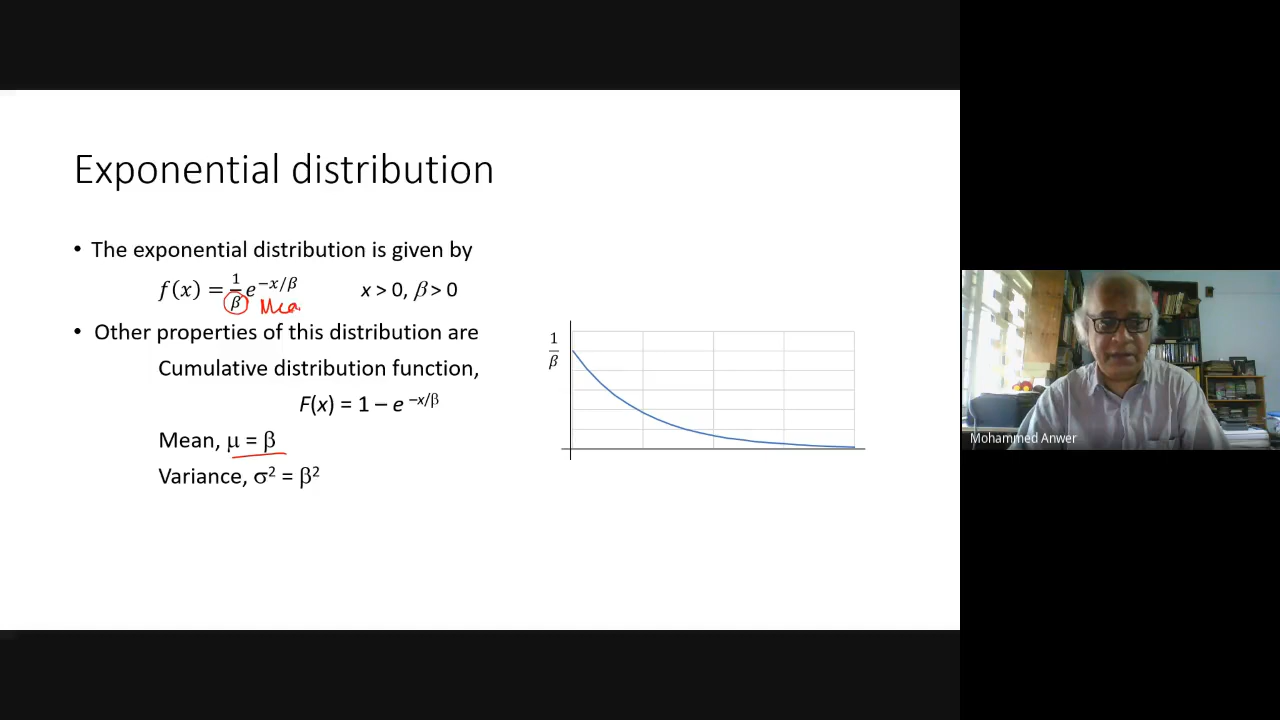 Exponential distribution
• The exponential distribution is given by
f(x) = 1/β e^(−x/β) x > 0, β > 0
Mea
• Other properties of this distribution are
Cumulative distribution function,
F(x) = 1 – e^(–x/β)
Mean, μ = β
Variance, σ² = β²
1/β
Mohammed Anwer